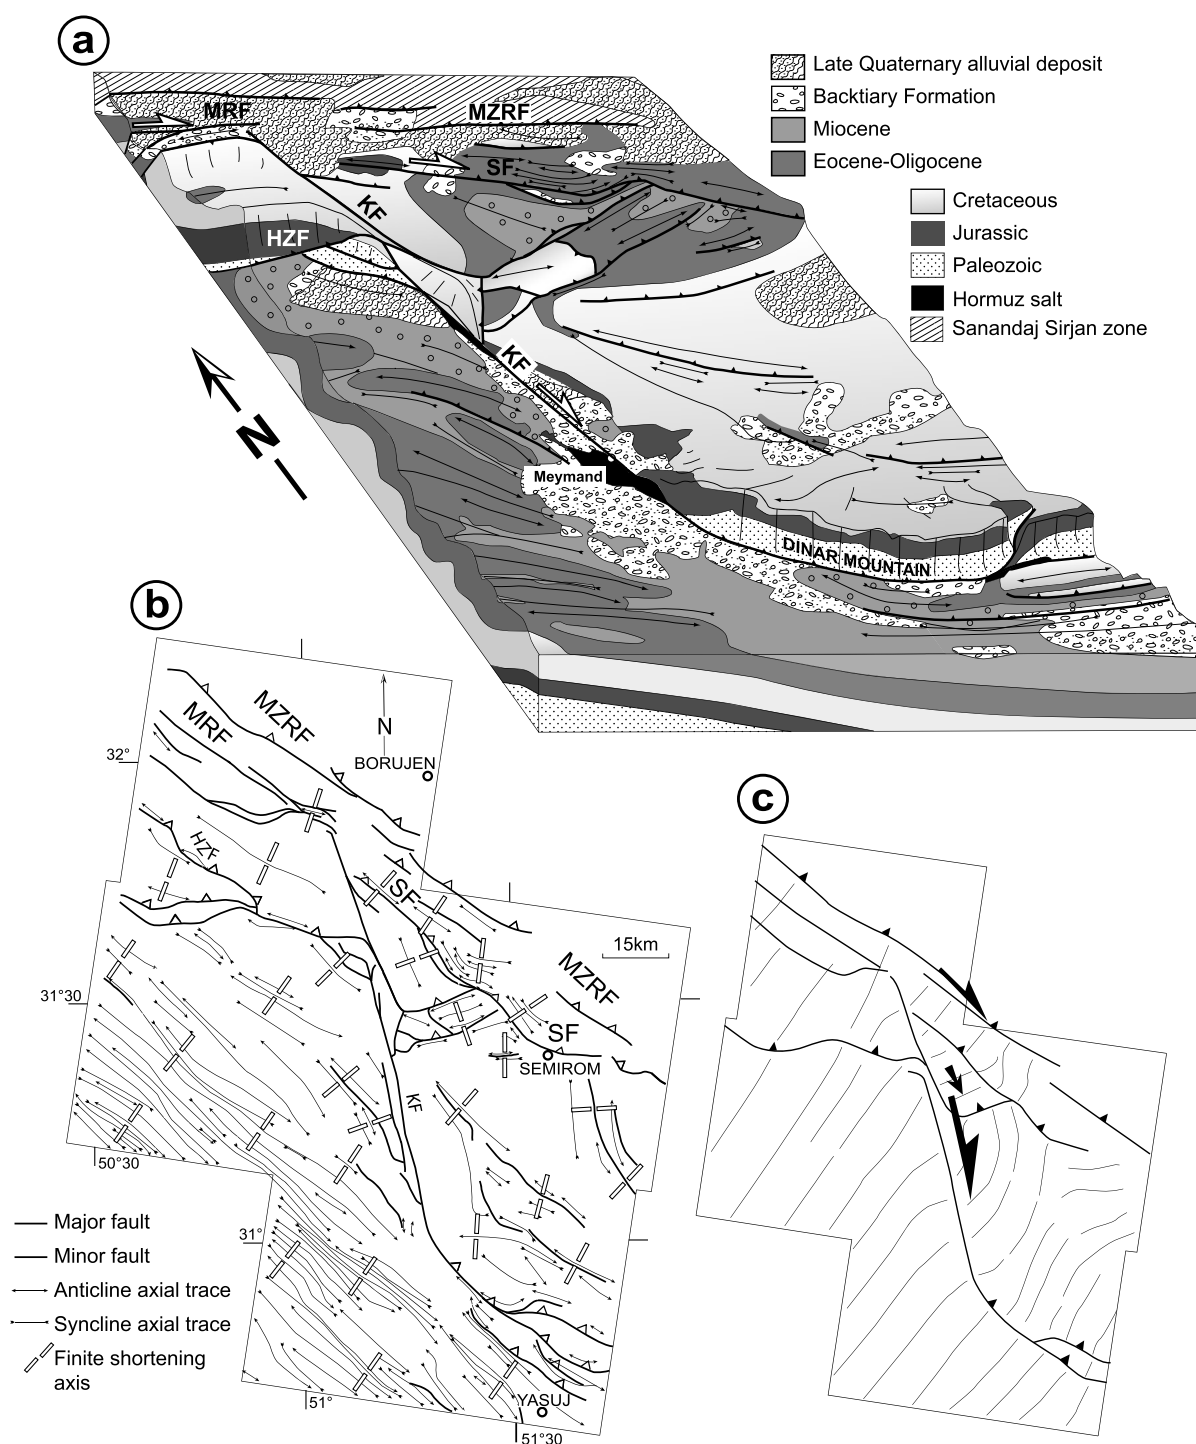 a
Late Quaternary alluvial deposit
Backtiary Formation
Miocene
Eocene-Oligocene
Cretaceous
Jurassic
Paleozoic
Hormuz salt
Sanandaj Sirjan zone
MRF
MZRF
SF
KF
HZF
KF
N
Meymand
DINAR MOUNTAIN
b
MZRF
MRF
N
32°
BORUJEN
HZF
SF
15km
MZRF
31°30
SF
SEMIROM
KF
50°30
31°
Major fault
Minor fault
Anticline axial trace
Syncline axial trace
Finite shortening
axis
51°
YASUJ
51°30
c